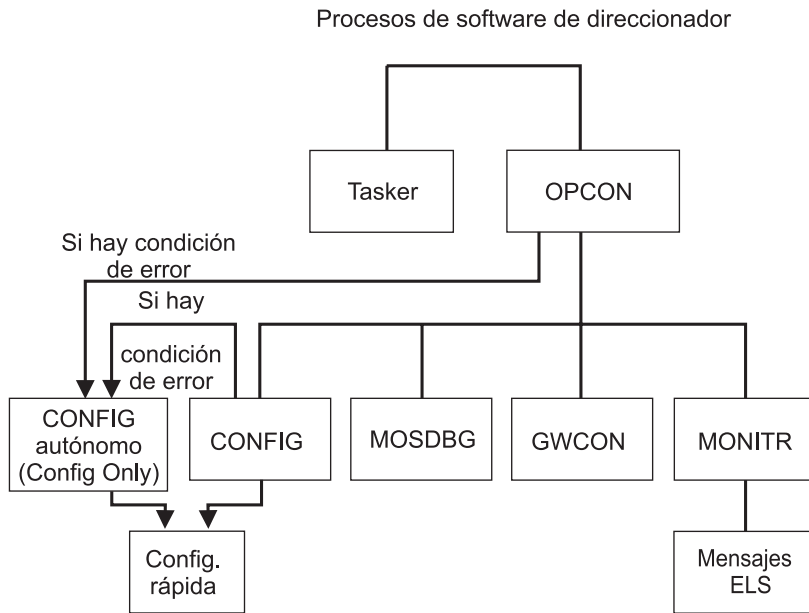 Procesos de software de direccionador
Tasker
OPCON
Si hay condición
de error
Si hay
condición
de error
CONFIG
autónomo
(Config Only)
CONFIG
MOSDBG
GWCON
MONITR
Config.
rápida
Mensajes
ELS